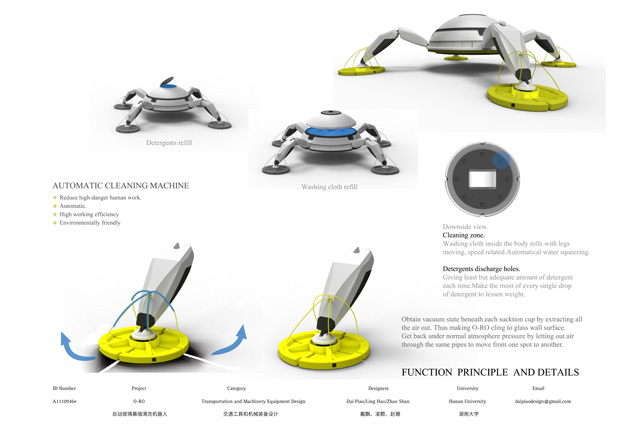 Detergents refill
Washing cloth refill
AUTOMATIC CLEANING MACHINE
Reduce high-danger human work.
Automatic.
High working efficiency
Environmentally friendly
Downside view.
Cleaning zone.
Washing cloth inside the body rolls with legs
moving, speed related.Automatical water squeezing.
Detergents discharge holes.
Giving least but adequate amount of detergent
each time.Make the most of every single drop
of detergent to lessen weight.
Obtain vacuum state beneath each sucktion cup by extracting all
the air out. Thus making O-RO cling to glass wall surface.
Get back under normal atmosphere pressure by letting out air
through the same pipes to move from one spot to another.
FUNCTION PRINCIPLE AND DETAILS
ID Number Project Category Designers University Email
A111094be O-RO Transportation and Machinery Equipment Design Dai Piao/Ling Hao/Zhao Shan Hunan University daipiaodesign@gmail.com
自动玻璃幕墙清洗机器人 交通工具和机械装备设计 湖南大学